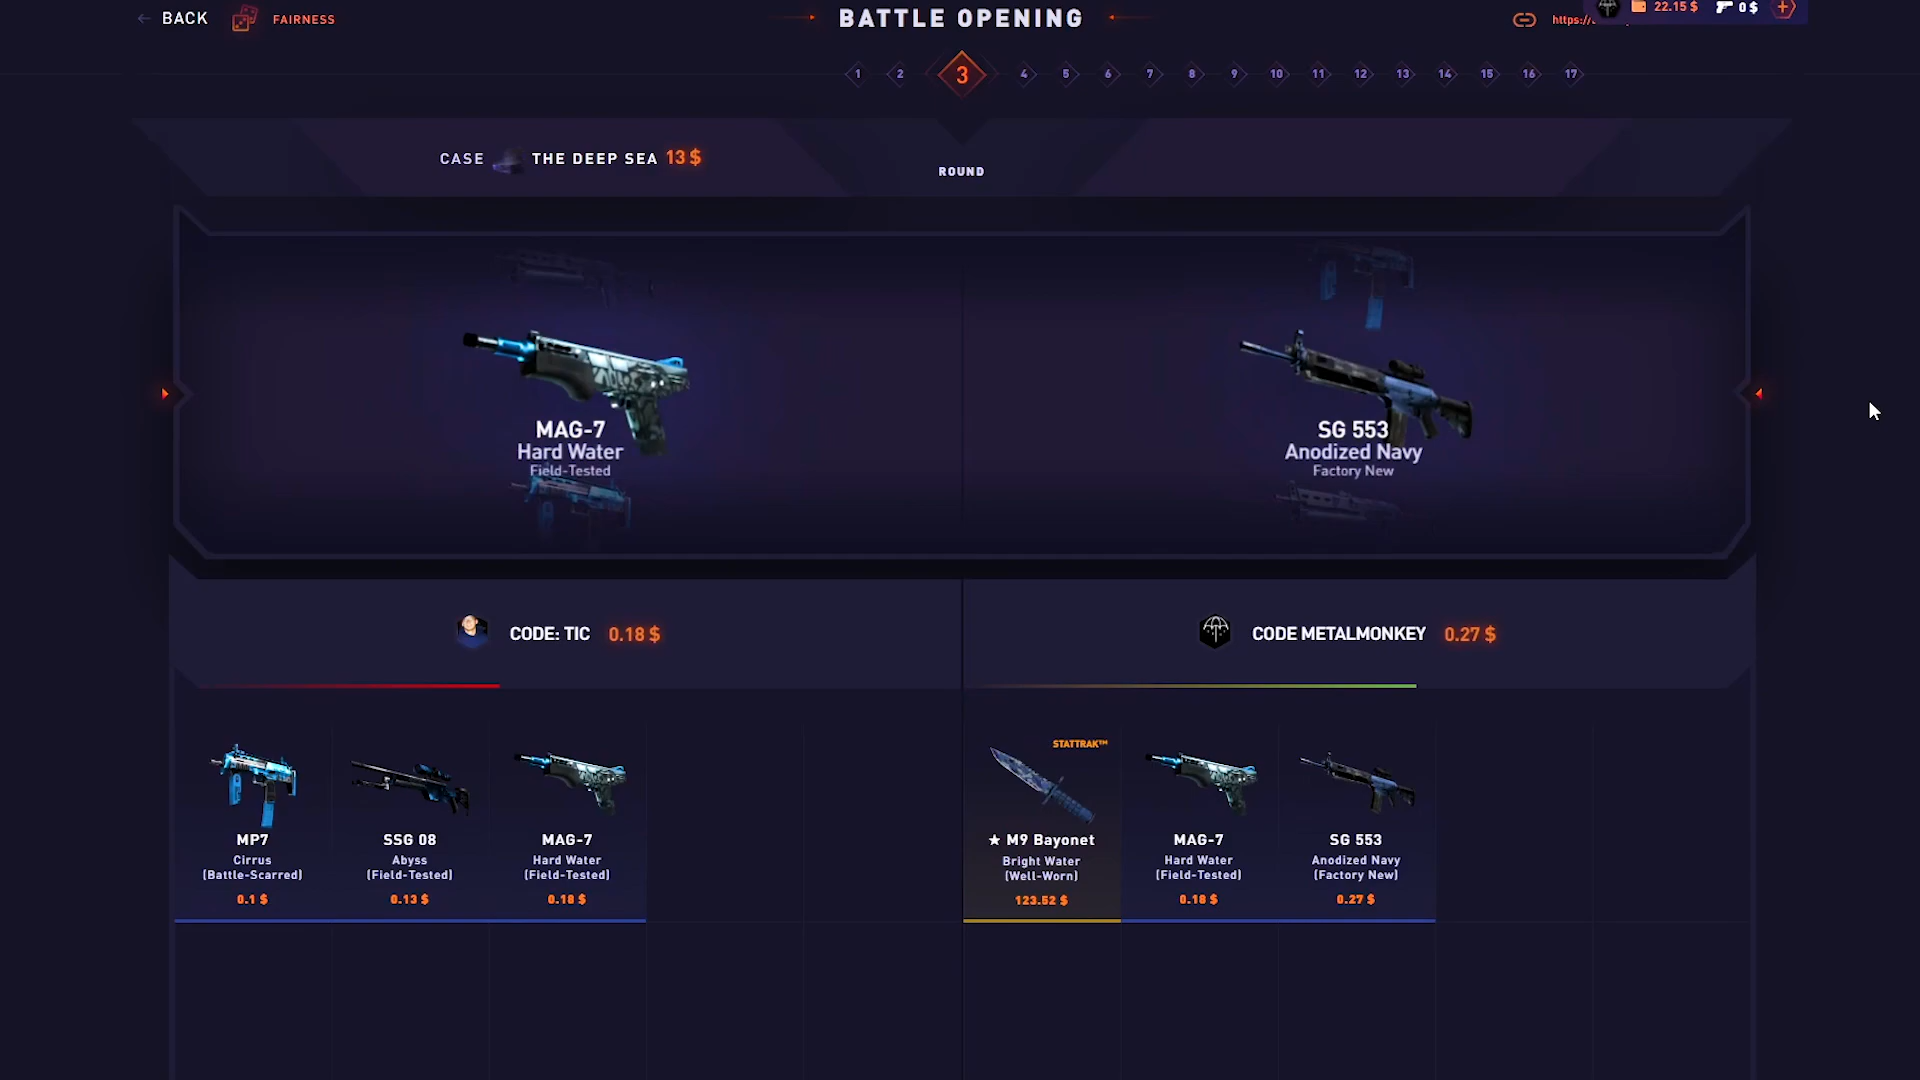 BACK
FAIRNESS
BATTLE OPENING
https://
22.15 $
0 $
1 2 3 4 5 6 7 8 9 10 11 12 13 14 15 16 17
CASE THE DEEP SEA 13 $
ROUND
MAG-7
Hard Water
Field-Tested
SG 553
Anodized Navy
Factory New
CODE: TIC 0.18 $
CODE METALMONKEY 0.27 $
MP7
Cirrus
(Battle-Scarred)
0.1 $
SSG 08
Abyss
(Field-Tested)
0.13 $
MAG-7
Hard Water
(Field-Tested)
0.18 $
STATTRAK™
★ M9 Bayonet
Bright Water
(Well-Worn)
123.52 $
MAG-7
Hard Water
(Field-Tested)
0.18 $
SG 553
Anodized Navy
(Factory New)
0.27 $